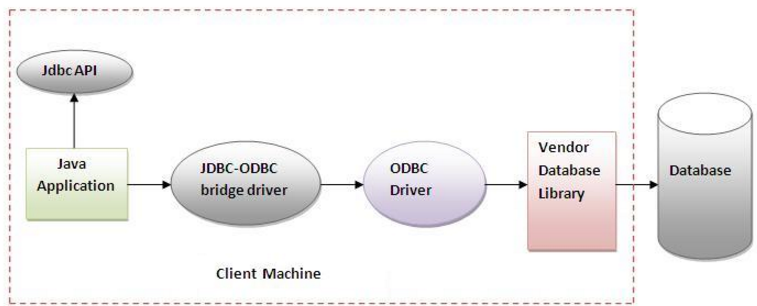 Jdbc API
Java
Application
JDBC-ODBC
bridge driver
ODBC
Driver
Vendor
Database
Library
Database
Client Machine